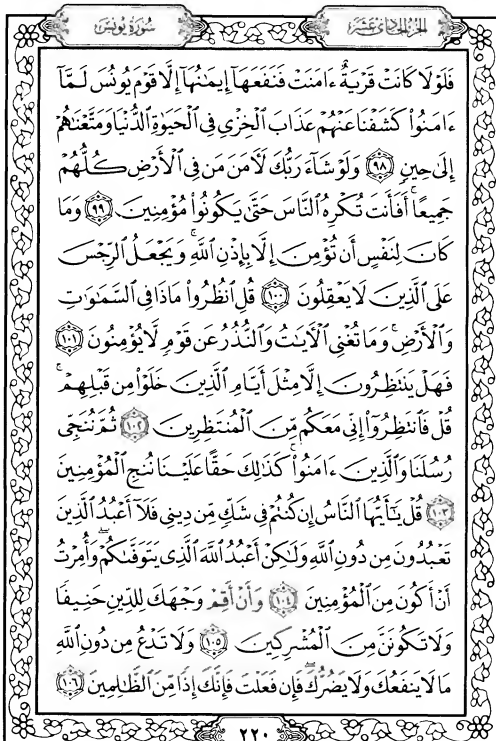 سُورَةُ يُونُسَ
الجُزْءُ الحَادِي عَشَرَ
فَلَوْلَا كَانَتْ قَرْيَةٌ ءَامَنَتْ فَنَفَعَهَآ إِيمَٰنُهَآ إِلَّا قَوْمَ يُونُسَ لَمَّآ
ءَامَنُوا۟ كَشَفْنَا عَنْهُمْ عَذَابَ ٱلْخِزْىِ فِى ٱلْحَيَوٰةِ ٱلدُّنْيَا وَمَتَّعْنَٰهُمْ
إِلَىٰ حِينٍ ٩٨ وَلَوْ شَآءَ رَبُّكَ لَءَامَنَ مَن فِى ٱلْأَرْضِ كُلُّهُمْ
جَمِيعًا ۚ أَفَأَنتَ تُكْرِهُ ٱلنَّاسَ حَتَّىٰ يَكُونُوا۟ مُؤْمِنِينَ ٩٩ وَمَا
كَانَ لِنَفْسٍ أَن تُؤْمِنَ إِلَّا بِإِذْنِ ٱللَّهِ ۚ وَيَجْعَلُ ٱلرِّجْسَ
عَلَى ٱلَّذِينَ لَا يَعْقِلُونَ ١٠٠ قُلِ ٱنظُرُوا۟ مَاذَا فِى ٱلسَّمَٰوَٰتِ
وَٱلْأَرْضِ ۚ وَمَا تُغْنِى ٱلْءَايَٰتُ وَٱلنُّذُرُ عَن قَوْمٍ لَّا يُؤْمِنُونَ ١٠١
فَهَلْ يَنتَظِرُونَ إِلَّا مِثْلَ أَيَّامِ ٱلَّذِينَ خَلَوْا۟ مِن قَبْلِهِمْ ۚ
قُلْ فَٱنتَظِرُوٓا۟ إِنِّى مَعَكُم مِّنَ ٱلْمُنتَظِرِينَ ١٠٢ ثُمَّ نُنَجِّى
رُسُلَنَا وَٱلَّذِينَ ءَامَنُوا۟ ۚ كَذَٰلِكَ حَقًّا عَلَيْنَا نُنجِ ٱلْمُؤْمِنِينَ
١٠٣ قُلْ يَٰٓأَيُّهَا ٱلنَّاسُ إِن كُنتُمْ فِى شَكٍّ مِّن دِينِى فَلَآ أَعْبُدُ ٱلَّذِينَ
تَعْبُدُونَ مِن دُونِ ٱللَّهِ وَلَٰكِنْ أَعْبُدُ ٱللَّهَ ٱلَّذِى يَتَوَفَّىٰكُمْ ۖ وَأُمِرْتُ
أَنْ أَكُونَ مِنَ ٱلْمُؤْمِنِينَ ١٠٤ وَأَنْ أَقِمْ وَجْهَكَ لِلدِّينِ حَنِيفًا
وَلَا تَكُونَنَّ مِنَ ٱلْمُشْرِكِينَ ١٠٥ وَلَا تَدْعُ مِن دُونِ ٱللَّهِ
مَا لَا يَنفَعُكَ وَلَا يَضُرُّكَ ۖ فَإِن فَعَلْتَ فَإِنَّكَ إِذًا مِّنَ ٱلظَّٰلِمِينَ ١٠٦
٢٢٠